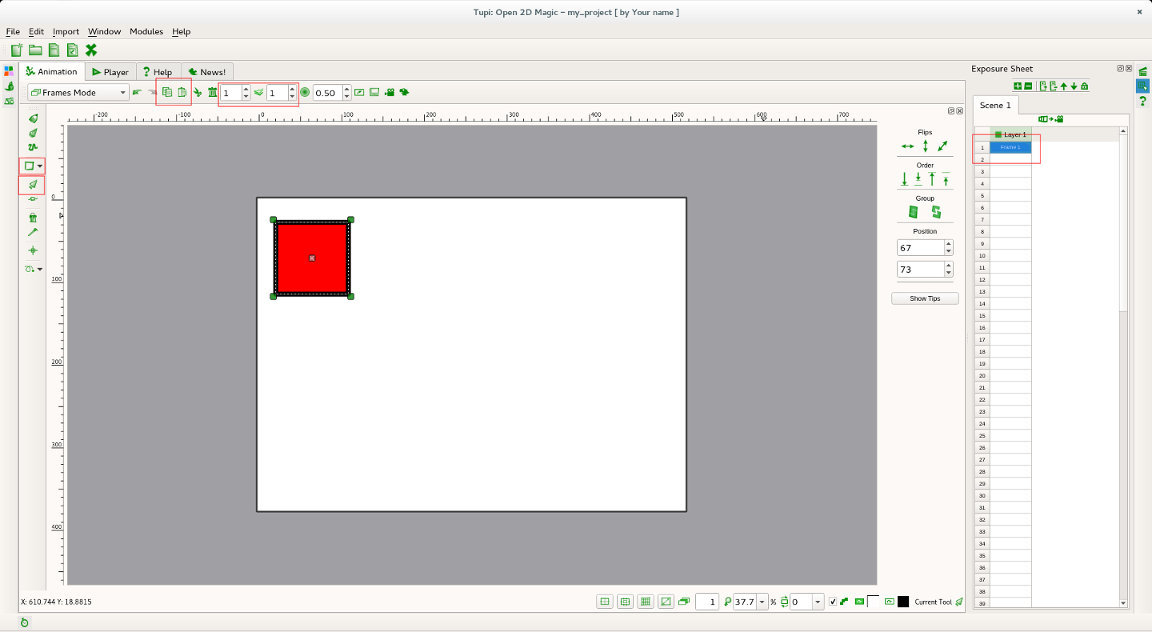 Tupi: Open 2D Magic – my_project [ by Your name ]
File Edit Import Window Modules Help
Animation Player Help News!
Frames Mode 1 1 0.50
Exposure Sheet
Scene 1
Layer 1
Frame 1
-200 -100 0 100 200 300 400 500 600 700
0
100
200
300
400
Flips
Order
Group
Position
67
73
Show Tips
1
2
3
4
5
6
7
8
9
10
11
12
13
14
15
16
17
18
19
20
21
22
23
24
25
26
27
28
29
30
31
32
33
34
35
36
37
38
39
X: 610.744 Y: 18.8815
1 37.7 % 0 Current Tool